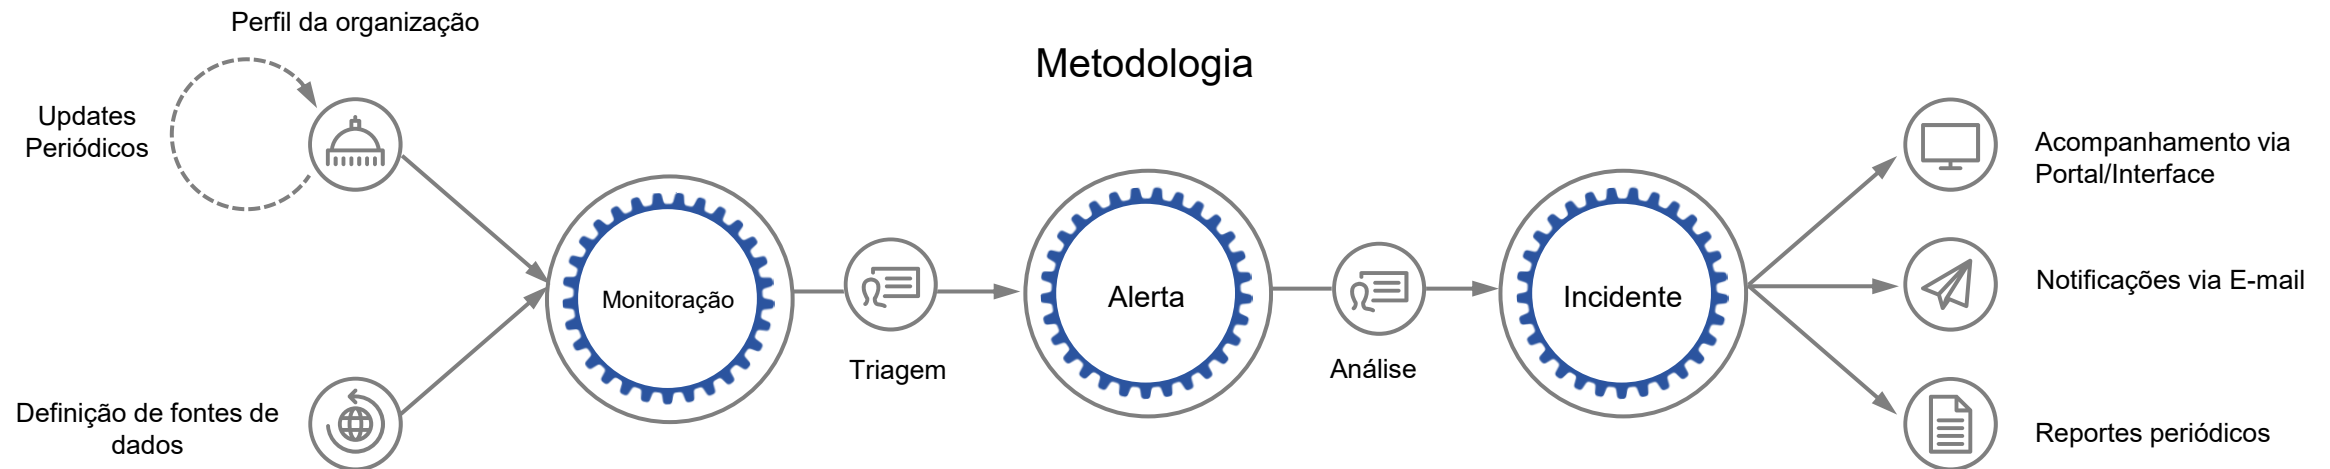 Perfil da organização
Metodologia
Updates
Periódicos
Acompanhamento via
Portal/Interface
Monitoração
Alerta
Incidente
Notificações via E-mail
Triagem
Análise
Definição de fontes de
dados
Reportes periódicos